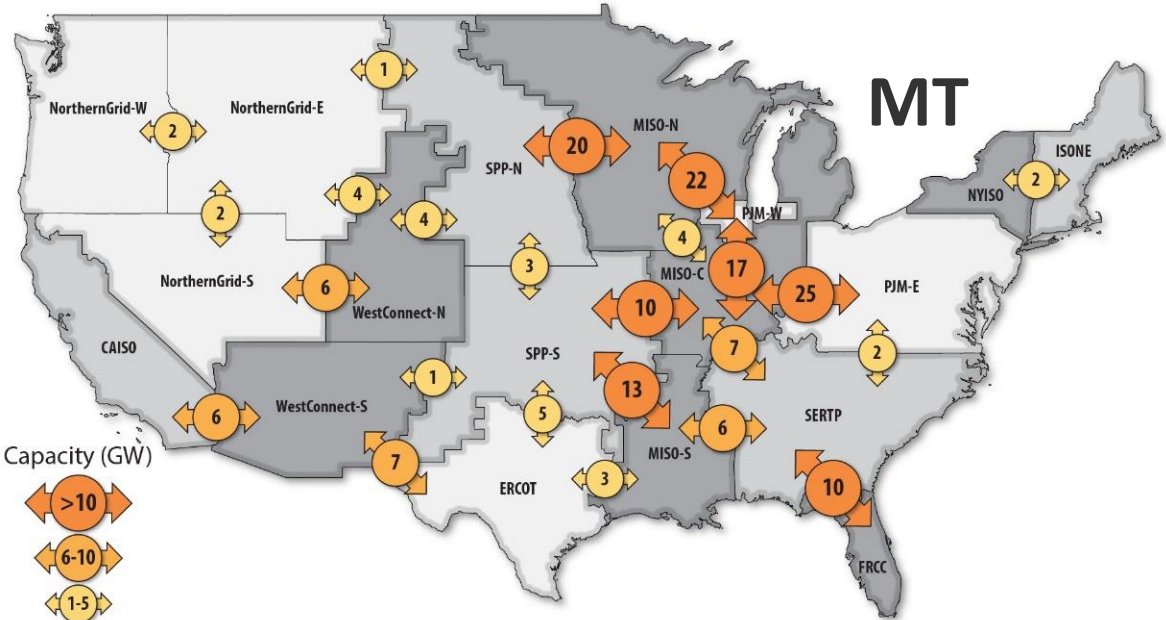 MT
1
NorthernGrid-W
NorthernGrid-E
2
20
MISO-N
ISONE
SPP-N
22
2
NYISO
4
2
4
PJM-W
4
3
MISO-C
17
NorthernGrid-S
6
WestConnect-N
10
25
PJM-E
CAISO
SPP-S
7
2
1
13
WestConnect-S
6
5
6
SERTP
MISO-S
Capacity (GW)
7
ERCOT
3
10
>10
6-10
FRCC
1-5